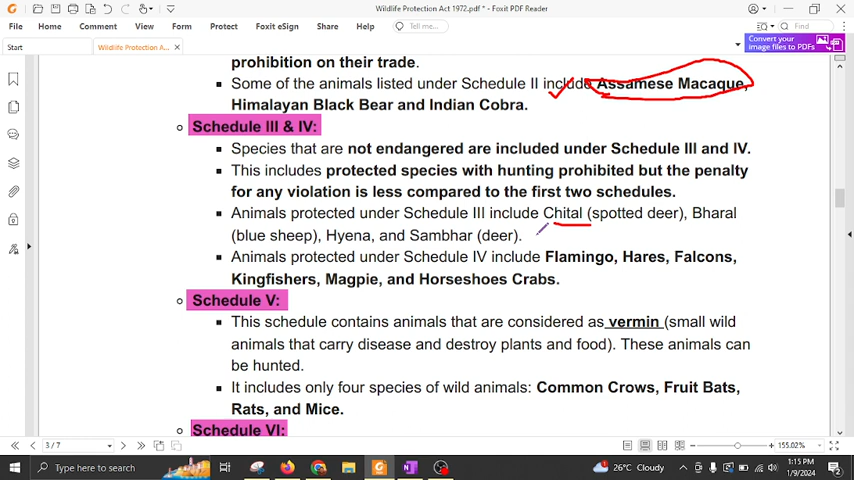 Wildlife Protection Act 1972.pdf * - Foxit PDF Reader
File Home Comment View Form Protect Foxit eSign Share Help Tell me... Find
Start Wildlife Protection A... × Convert your image files to PDFs!
prohibition on their trade.
Some of the animals listed under Schedule II include Assamese Macaque,
Himalayan Black Bear and Indian Cobra.
Schedule III & IV:
Species that are not endangered are included under Schedule III and IV.
This includes protected species with hunting prohibited but the penalty
for any violation is less compared to the first two schedules.
Animals protected under Schedule III include Chital (spotted deer), Bharal
(blue sheep), Hyena, and Sambhar (deer).
Animals protected under Schedule IV include Flamingo, Hares, Falcons,
Kingfishers, Magpie, and Horseshoes Crabs.
Schedule V:
This schedule contains animals that are considered as vermin (small wild
animals that carry disease and destroy plants and food). These animals can
be hunted.
It includes only four species of wild animals: Common Crows, Fruit Bats,
Rats, and Mice.
Schedule VI:
3 / 7 155.02%
Type here to search 26°C Cloudy 1:15 PM
1/9/2024 2